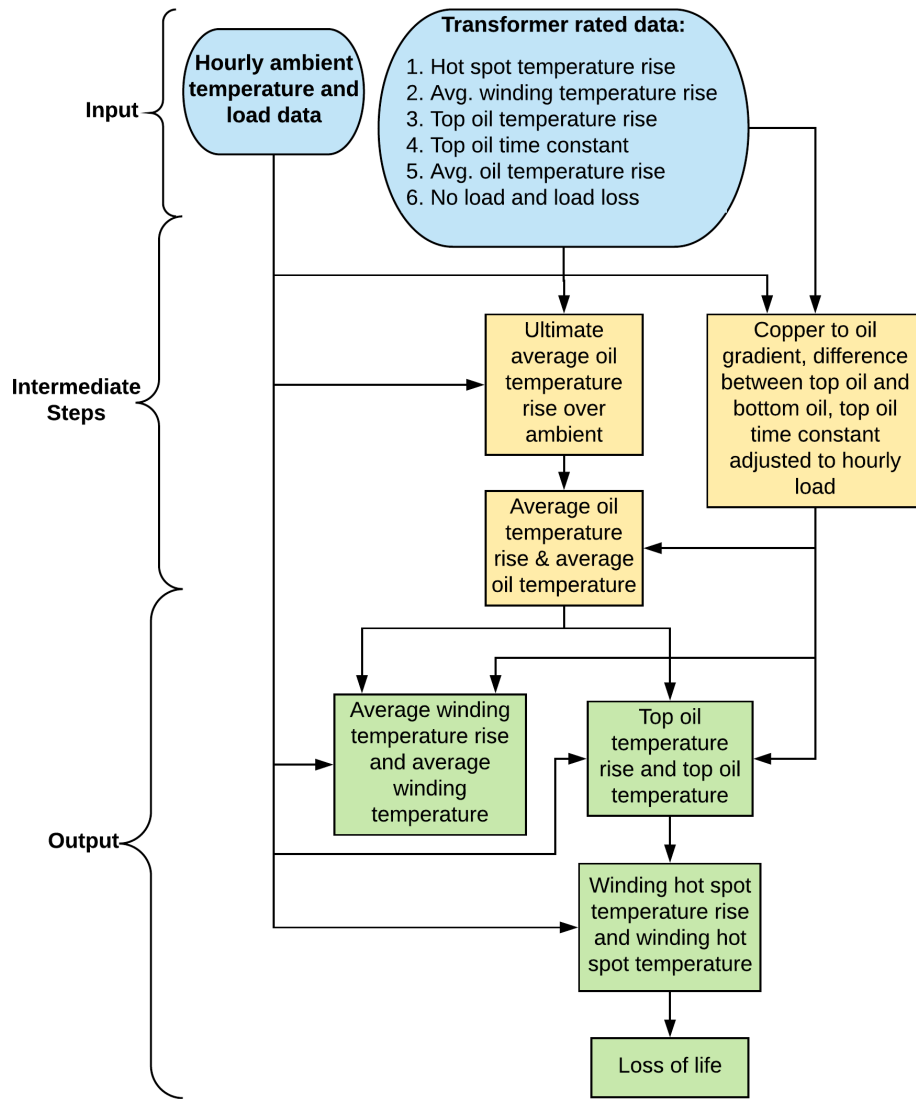 Input
Hourly ambient
temperature and
load data
Transformer rated data:
1. Hot spot temperature rise
2. Avg. winding temperature rise
3. Top oil temperature rise
4. Top oil time constant
5. Avg. oil temperature rise
6. No load and load loss
Intermediate
Steps
Ultimate
average oil
temperature
rise over
ambient
Copper to oil
gradient, difference
between top oil and
bottom oil, top oil
time constant
adjusted to hourly
load
Average oil
temperature
rise & average
oil temperature
Output
Average winding
temperature rise
and average
winding
temperature
Top oil
temperature
rise and top oil
temperature
Winding hot spot
temperature rise
and winding hot
spot temperature
Loss of life